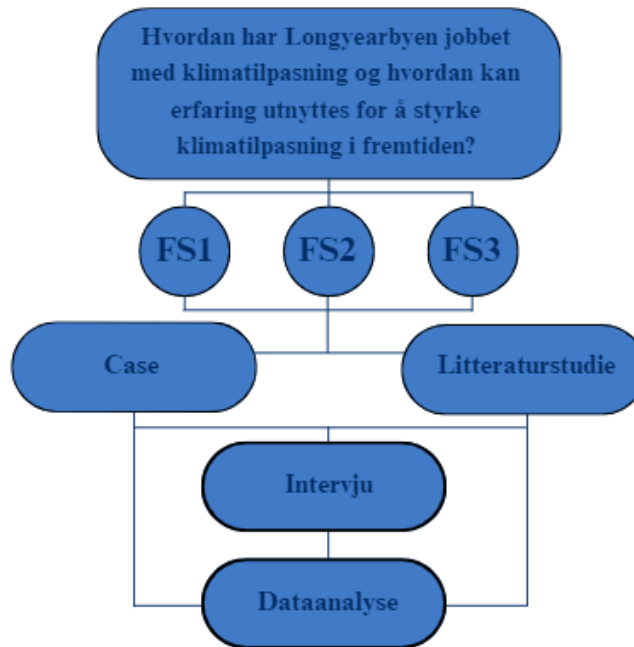 Hvordan har Longyearbyen jobbet
med klimatilpasning og hvordan kan
erfaring utnyttes for å styrke
klimatilpasning i fremtiden?
FS1 FS2 FS3
Case Litteraturstudie
Intervju
Dataanalyse